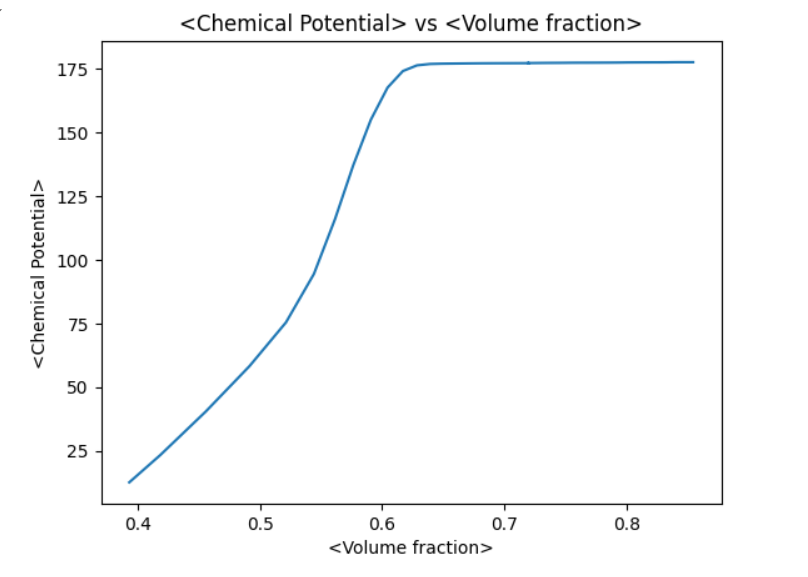 <Chemical Potential> vs <Volume fraction>
175
150
125
100
75
50
25
<Chemical Potential>
0.4 0.5 0.6 0.7 0.8
<Volume fraction>